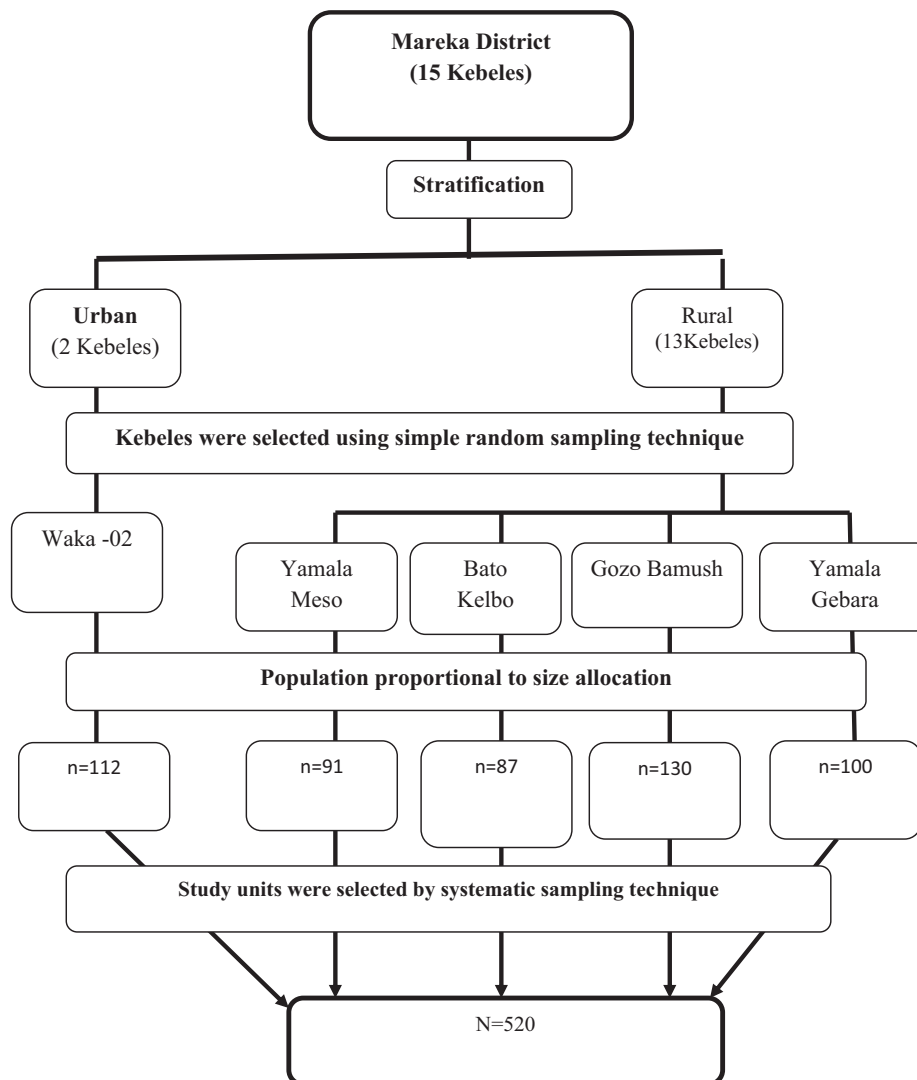 Mareka District
(15 Kebeles)
Stratification
Urban
(2 Kebeles)
Rural
(13Kebeles)
Kebeles were selected using simple random sampling technique
Waka -02
Yamala
Meso
Bato
Kelbo
Gozo Bamush
Yamala
Gebara
Population proportional to size allocation
n=112
n=91
n=87
n=130
n=100
Study units were selected by systematic sampling technique
N=520